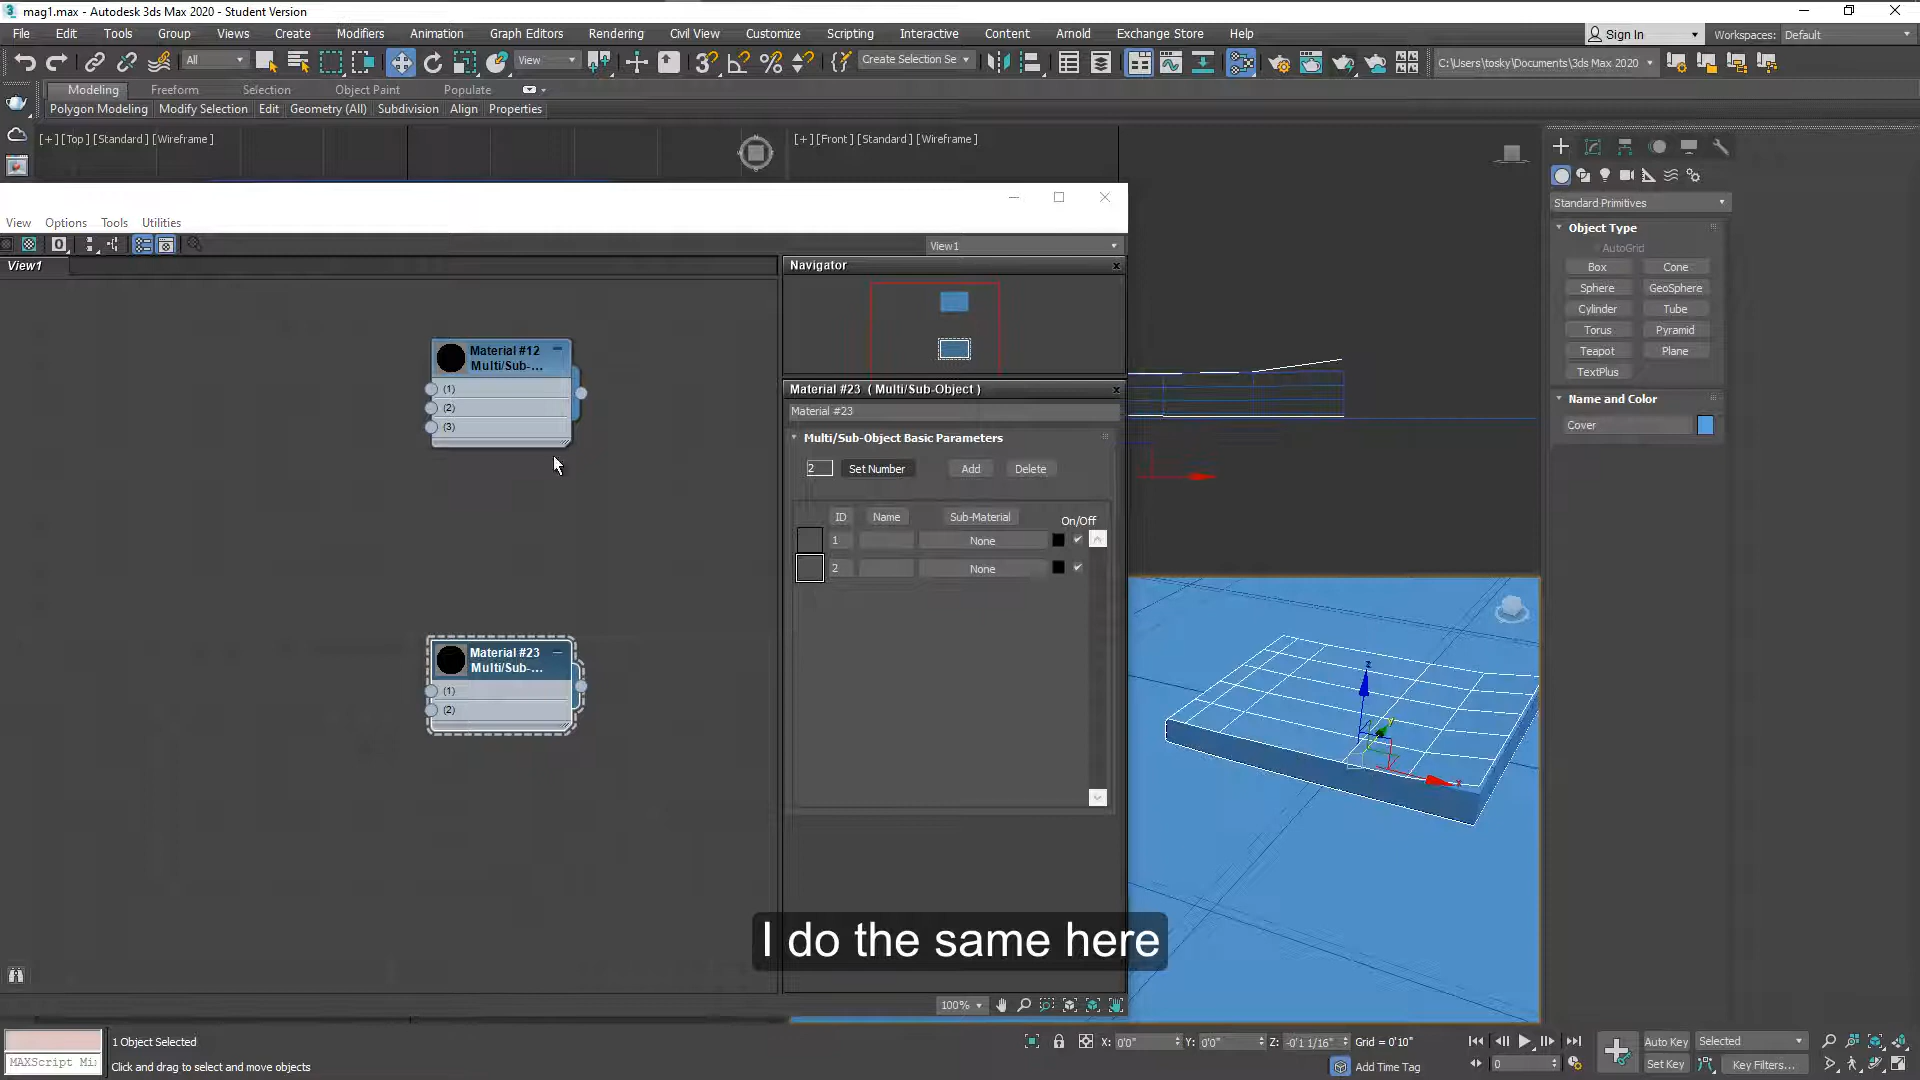 mag1.max - Autodesk 3ds Max 2020 - Student Version
File Edit Tools Group Views Create Modifiers Animation Graph Editors Rendering Civil View Customize Scripting Interactive Content Arnold Exchange Store Help
Sign In Workspaces: Default
All View Create Selection Se C:\Users\tosky\Documents\3ds Max 2020
Modeling Freeform Selection Object Paint Populate
Polygon Modeling Modify Selection Edit Geometry (All) Subdivision Align Properties
[+] [Top] [Standard] [Wireframe] [+] [Front] [Standard] [Wireframe]
Standard Primitives
View Options Tools Utilities
Object Type
AutoGrid
View1
View1
Navigator
Box Cone
Sphere GeoSphere
Cylinder Tube
Torus Pyramid
Teapot Plane
TextPlus
Material #12
Multi/Sub-...
(1)
(2)
(3)
Material #23 ( Multi/Sub-Object )
Material #23
Multi/Sub-Object Basic Parameters
2 Set Number Add Delete
ID Name Sub-Material On/Off
1 None
2 None
Name and Color
Cover
Material #23
Multi/Sub-...
(1)
(2)
z
y
x
I do the same here
100%
1 Object Selected
MAXScript Mi
Click and drag to select and move objects
X: 0'0" Y: 0'0" Z: -0'1 1/16" Grid = 0'10"
Add Time Tag
0
Auto Key Selected
Set Key Key Filters...